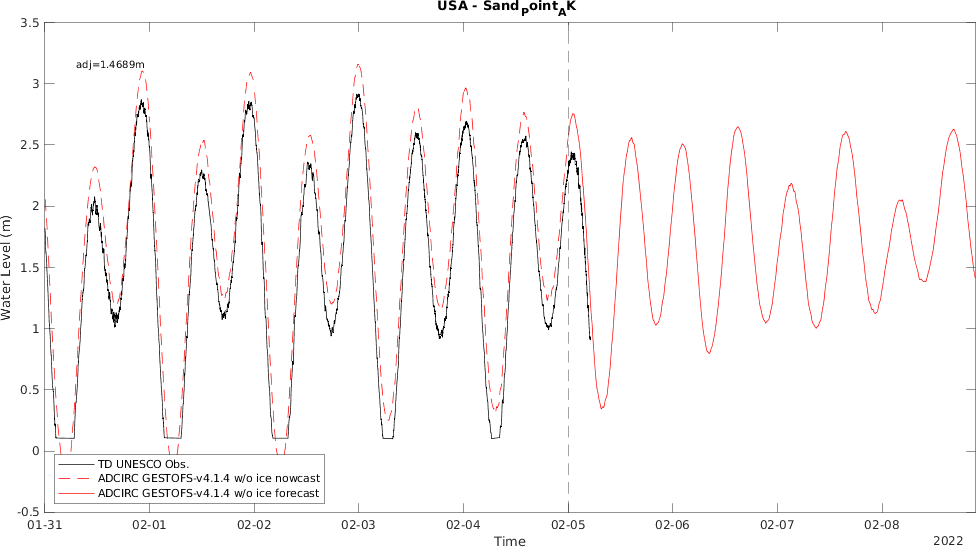 USA - Sand_Point_AK
3.5
3
2.5
2
1.5
1
0.5
0
-0.5
Water Level (m)
adj=1.4689m
TD UNESCO Obs.
ADCIRC GESTOFS-v4.1.4 w/o ice nowcast
ADCIRC GESTOFS-v4.1.4 w/o ice forecast
01-31 02-01 02-02 02-03 02-04 02-05 02-06 02-07 02-08
Time
2022